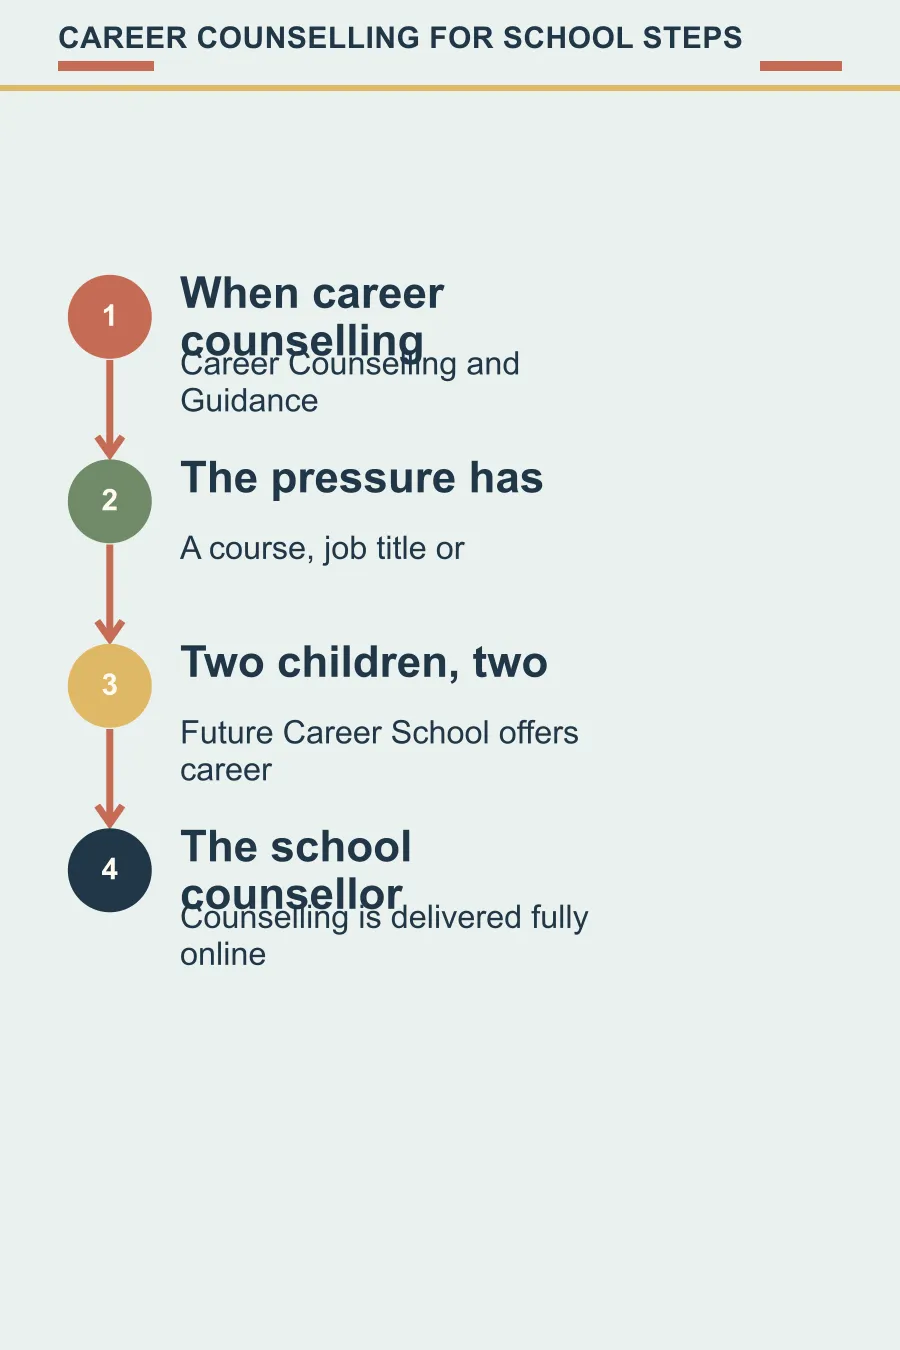 CAREER COUNSELLING FOR SCHOOL STEPS
1
When career
counselling
Career Counselling and
Guidance
2
The pressure has
A course, job title or
3
Two children, two
Future Career School offers
career
4
The school
counsellor
Counselling is delivered fully
online